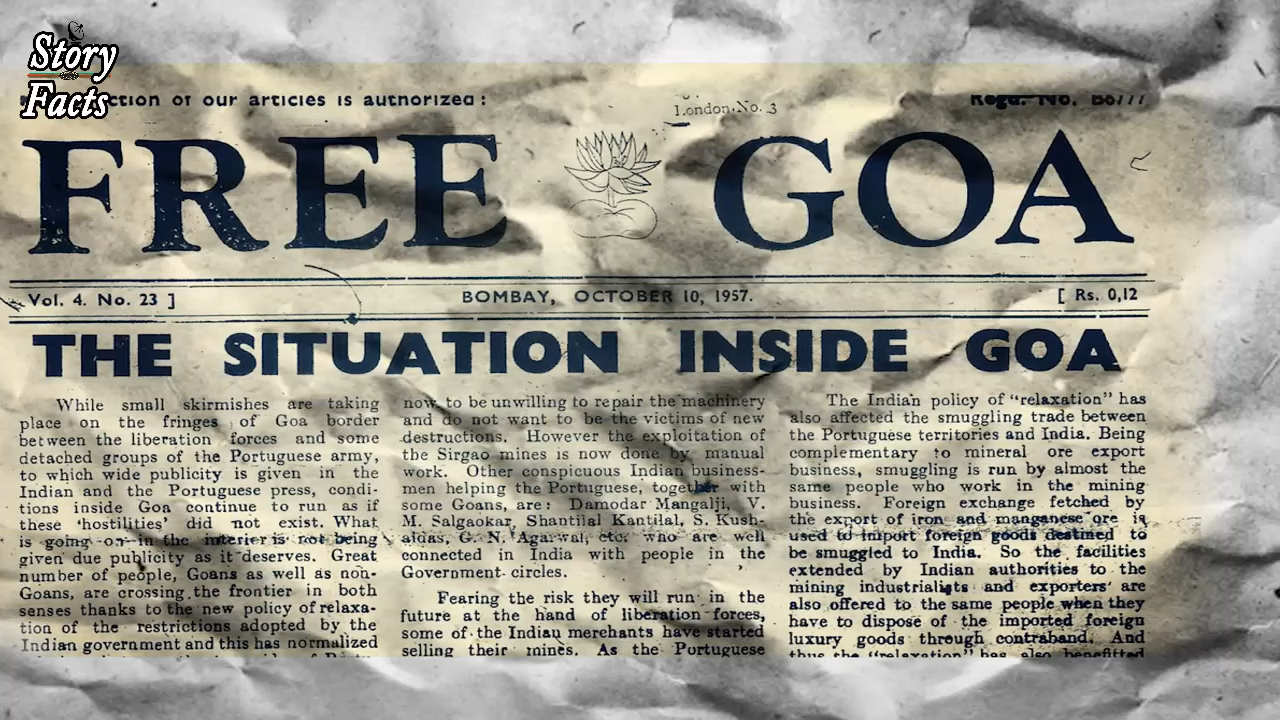 Story
Facts
ction of our articles is authorized :
London No. 3
Regd. No. B6777
FREE GOA
Vol. 4. No. 23 ]
BOMBAY, OCTOBER 10, 1957.
[ Rs. 0,12
THE SITUATION INSIDE GOA
While small skirmishes are taking
place on the fringes of Goa border
between the liberation forces and some
detached groups of the Portuguese army,
to which wide publicity is given in the
Indian and the Portuguese press, condi-
tions inside Goa continue to run as if
these 'hostilities' did not exist. What
is going on in the interier is not being
given due publicity as it deserves. Great
number of people, Goans as well as non-
Goans, are crossing the frontier in both
senses thanks to the new policy of relaxa-
tion of the restrictions adopted by the
Indian government and this has normalized
now to be unwilling to repair the machinery
and do not want to be the victims of new
destructions. However the exploitation of
the Sirgao mines is now done by manual
work. Other conspicuous Indian business-
men helping the Portuguese, together with
some Goans, are : Damodar Mangalji, V.
M. Salgaokar, Shantilal Kantilal, S. Kush-
aldas, G. N. Agarwal, etc. who are well
connected in India with people in the
Government circles.
Fearing the risk they will run in the
future at the hand of liberation forces,
some of the Indian merchants have started
selling their mines. As the Portuguese
The Indian policy of "relaxation" has
also affected the smuggling trade between
the Portuguese territories and India. Being
complementary to mineral ore export
business, smuggling is run by almost the
same people who work in the mining
business. Foreign exchange fetched by
the export of iron and manganese ore is
used to import foreign goods destined to
be smuggled to India. So the facilities
extended by Indian authorities to the
mining industrialists and exporters are
also offered to the same people when they
have to dispose of the imported foreign
luxury goods through contraband. And
thus the "relaxation" has also benefitted